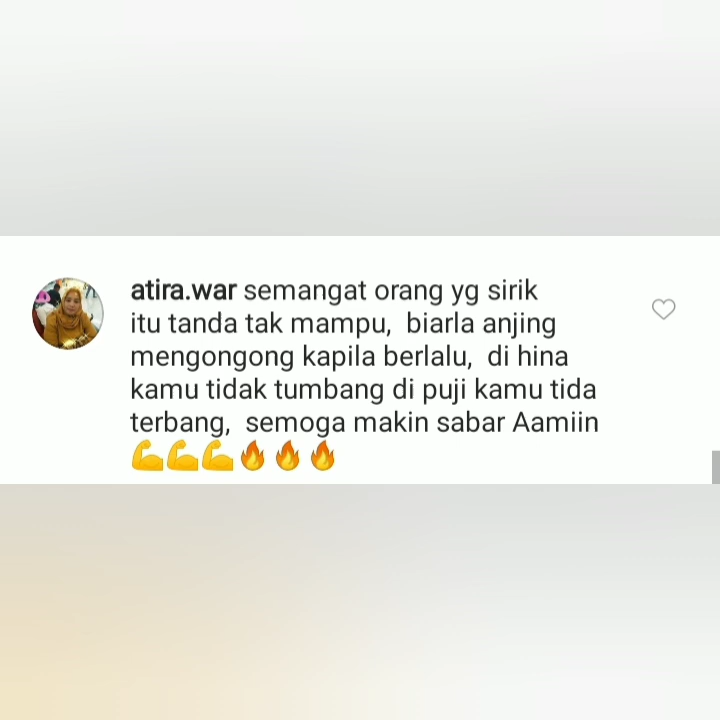 atira.war semangat orang yg sirik
itu tanda tak mampu,  biarla anjing
mengongong kapila berlalu,  di hina
kamu tidak tumbang di puji kamu tida
terbang,  semoga makin sabar Aamiin
💪💪💪🔥🔥🔥